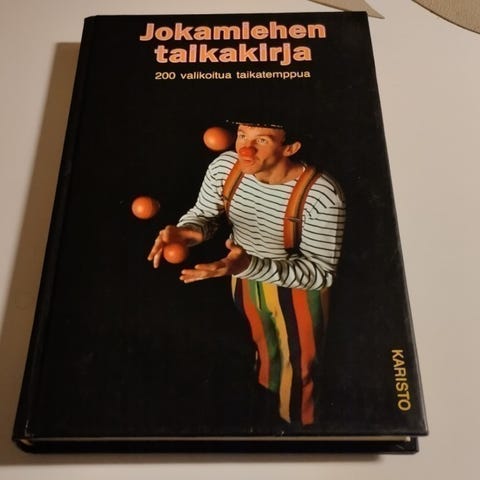 Jokamiehen
taikakirja
200 valikoitua taikatemppua
KARISTO